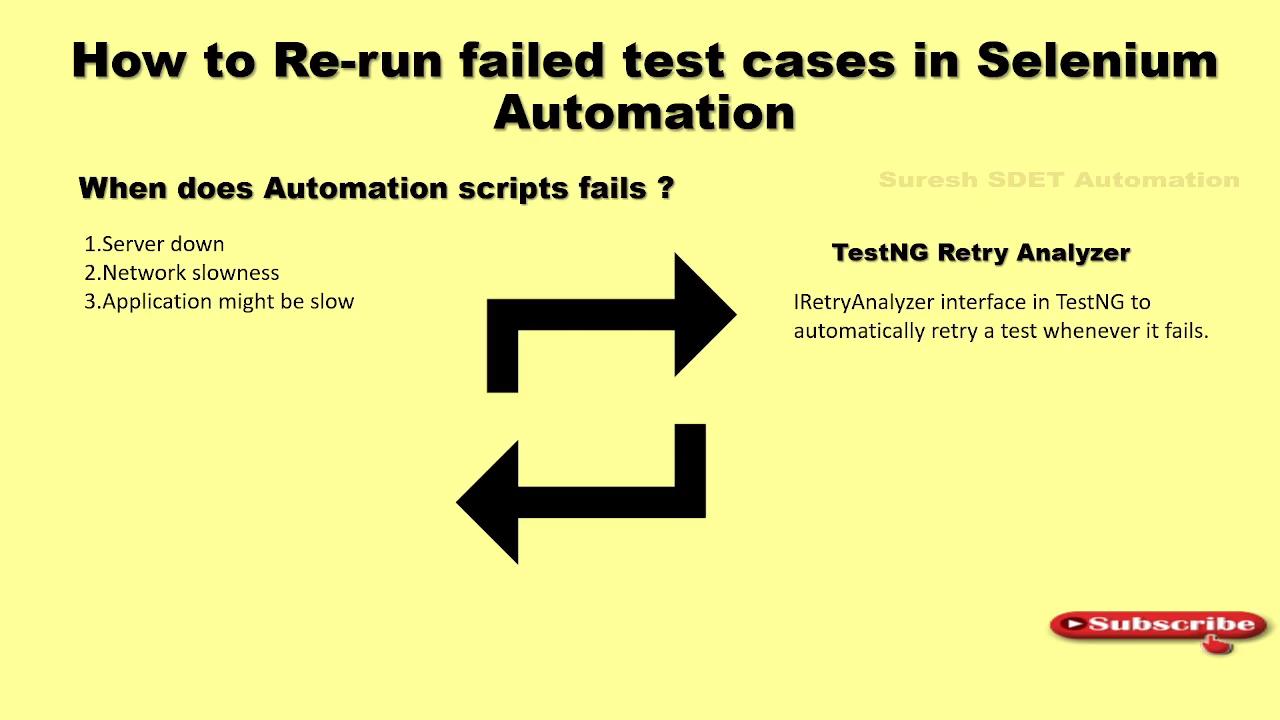 How to Re-run failed test cases in Selenium
Automation
When does Automation scripts fails ?
Suresh SDET Automation
1.Server down
2.Network slowness
3.Application might be slow
TestNG Retry Analyzer
IRetryAnalyzer interface in TestNG to
automatically retry a test whenever it fails.
Subscribe